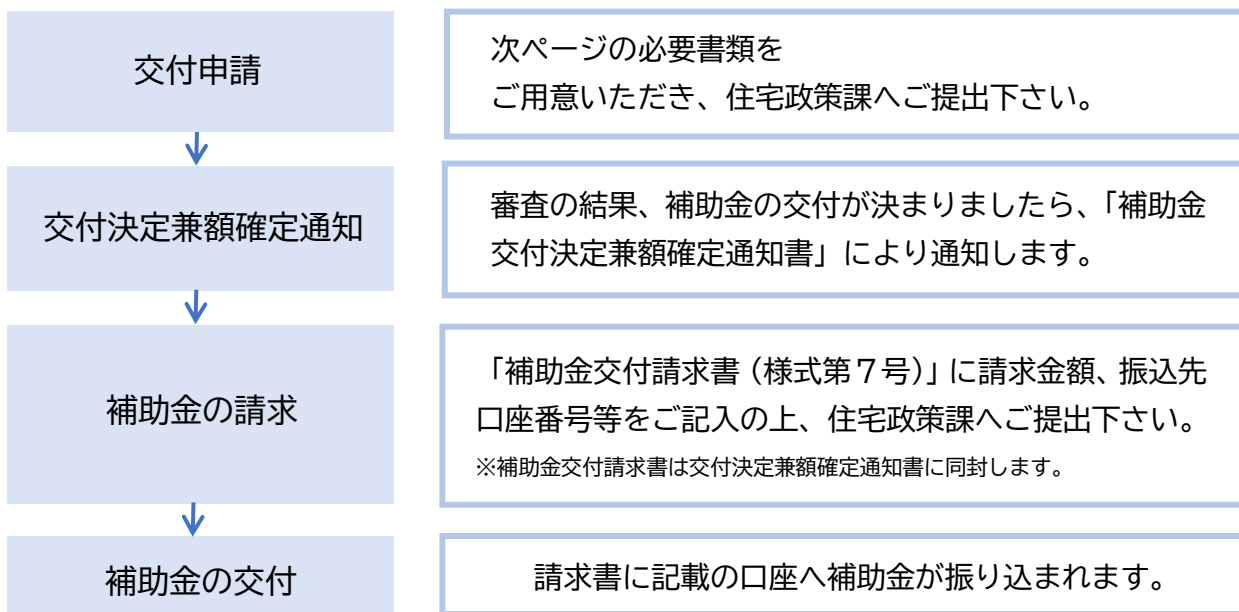 交付申請
次ページの必要書類を
ご用意いただき、住宅政策課へご提出下さい。
交付決定兼額確定通知
審査の結果、補助金の交付が決まりましたら、「補助金
交付決定兼額確定通知書」により通知します。
補助金の請求
「補助金交付請求書（様式第７号）」に請求金額、振込先
口座番号等をご記入の上、住宅政策課へご提出下さい。
※補助金交付請求書は交付決定兼額確定通知書に同封します。
補助金の交付
請求書に記載の口座へ補助金が振り込まれます。